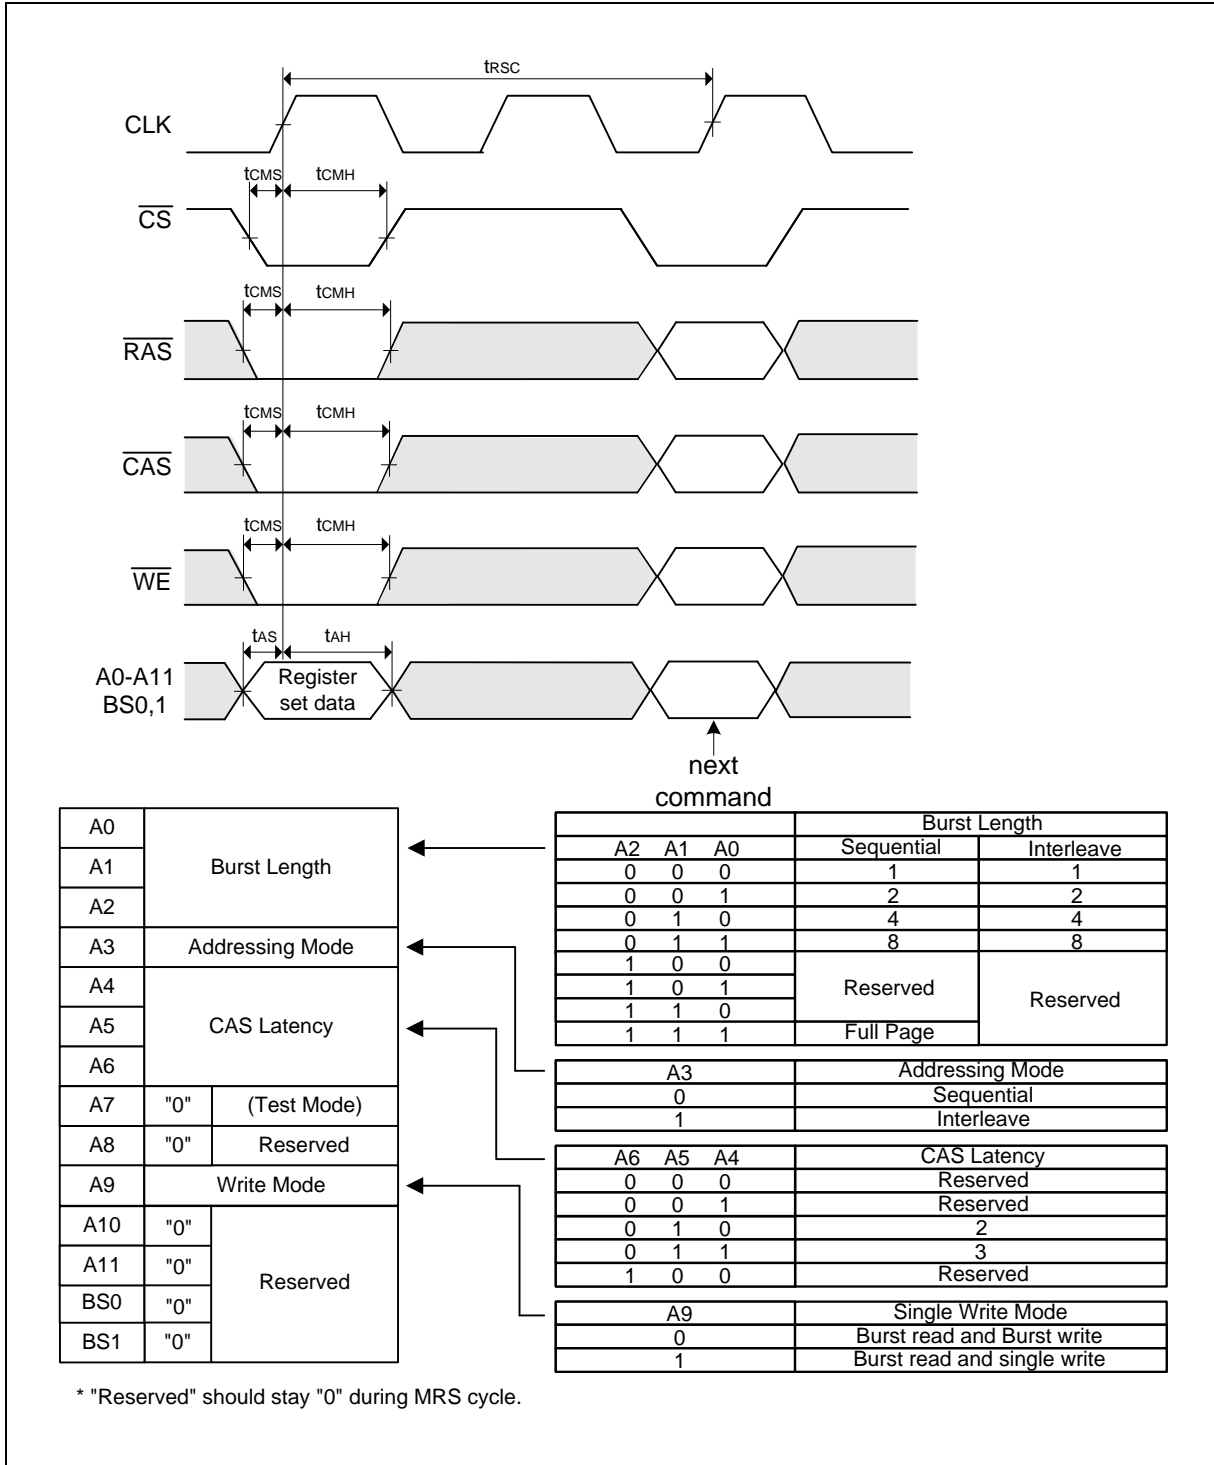 tRSC
CLK
tCMS tCMH
CS
tCMS tCMH
RAS
tCMS tCMH
CAS
tCMS tCMH
WE
tAS tAH
A0-A11
BS0,1
Register
set data
next
command
A0
A1 Burst Length
A2
A3 Addressing Mode
A4
A5 CAS Latency
A6
A7 "0" (Test Mode)
A8 "0" Reserved
A9 Write Mode
A10 "0"
A11 "0"
Reserved
BS0 "0"
BS1 "0"
Burst Length
A2 A1 A0 Sequential Interleave
0 0 0 1 1
0 0 1 2 2
0 1 0 4 4
0 1 1 8 8
1 0 0
1 0 1 Reserved Reserved
1 1 0
1 1 1 Full Page
A3 Addressing Mode
0 Sequential
1 Interleave
A6 A5 A4 CAS Latency
0 0 0 Reserved
0 0 1 Reserved
0 1 0 2
0 1 1 3
1 0 0 Reserved
A9 Single Write Mode
0 Burst read and Burst write
1 Burst read and single write
* "Reserved" should stay "0" during MRS cycle.